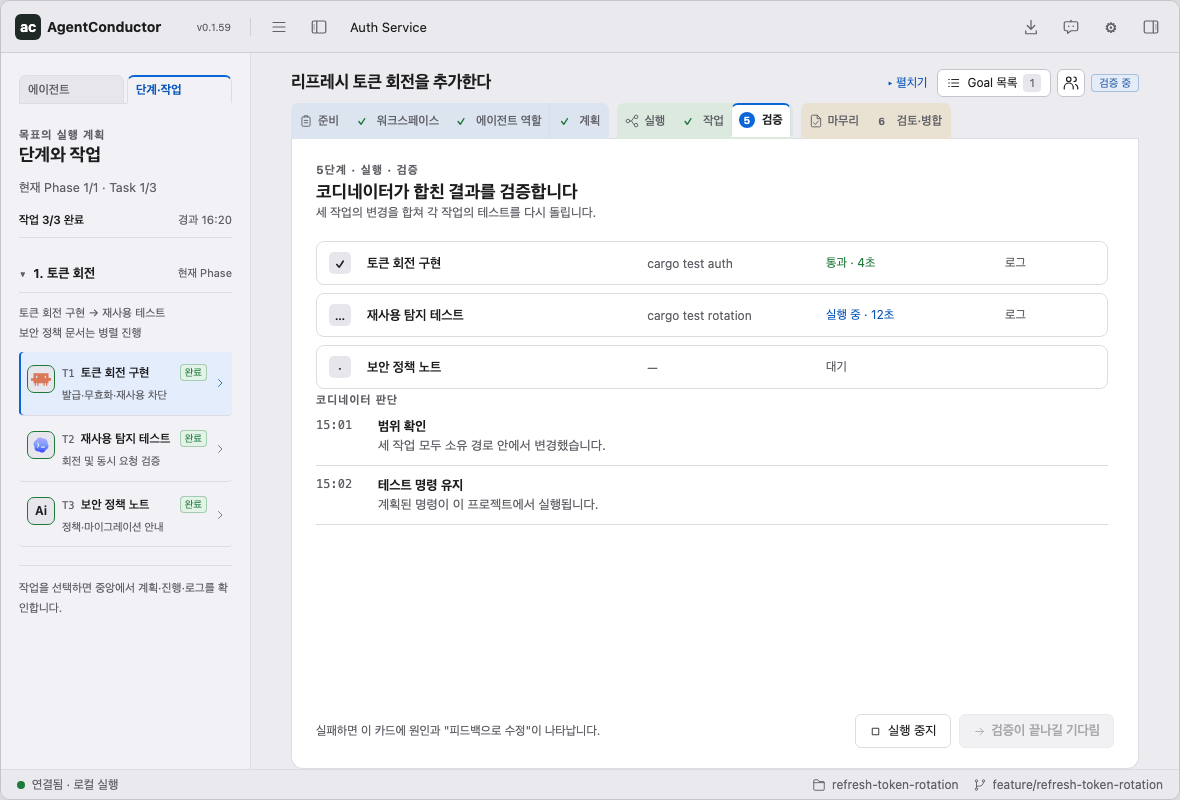 ac AgentConductor v0.1.59 Auth Service
에이전트 단계·작업
목표의 실행 계획
단계와 작업
현재 Phase 1/1 · Task 1/3
작업 3/3 완료 경과 16:20
▾ 1. 토큰 회전 현재 Phase
토큰 회전 구현 → 재사용 테스트
보안 정책 문서는 병렬 진행
T1 토큰 회전 구현 완료
발급·무효화·재사용 차단
T2 재사용 탐지 테스트 완료
회전 및 동시 요청 검증
Ai T3 보안 정책 노트 완료
정책·마이그레이션 안내
작업을 선택하면 중앙에서 계획·진행·로그를 확
인합니다.
리프레시 토큰 회전을 추가한다 ▸ 펼치기 Goal 목록 1 검증 중
준비 ✓ 워크스페이스 ✓ 에이전트 역할 ✓ 계획 실행 ✓ 작업 5 검증 마무리 6 검토·병합
5단계 · 실행 · 검증
코디네이터가 합친 결과를 검증합니다
세 작업의 변경을 합쳐 각 작업의 테스트를 다시 돌립니다.
✓ 토큰 회전 구현 cargo test auth 통과 · 4초 로그
… 재사용 탐지 테스트 cargo test rotation 실행 중 · 12초 로그
· 보안 정책 노트 — 대기
코디네이터 판단
15:01 범위 확인
세 작업 모두 소유 경로 안에서 변경했습니다.
15:02 테스트 명령 유지
계획된 명령이 이 프로젝트에서 실행됩니다.
실패하면 이 카드에 원인과 "피드백으로 수정"이 나타납니다. 실행 중지 → 검증이 끝나길 기다림
연결됨 · 로컬 실행 refresh-token-rotation feature/refresh-token-rotation